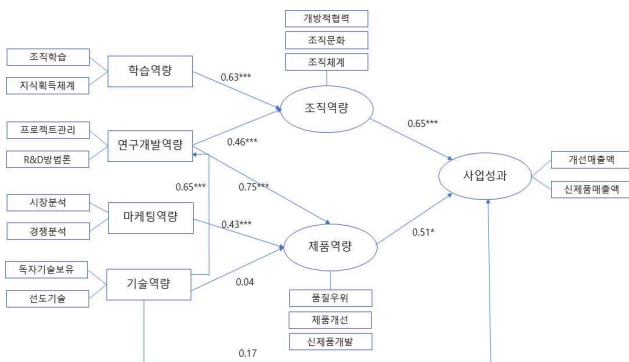 개방적협력
조직문화
조직체계
조직학습
지식획득체계
학습역량
0.63***
조직역량
프로젝트관리
R&D방법론
연구개발역량
0.46***
0.65***
사업성과
개선매출액
신제품매출액
0.65***
0.75***
시장분석
경쟁분석
마케팅역량
0.43***
제품역량
0.51*
독자기술보유
선도기술
기술역량
0.04
품질우위
제품개선
신제품개발
0.17